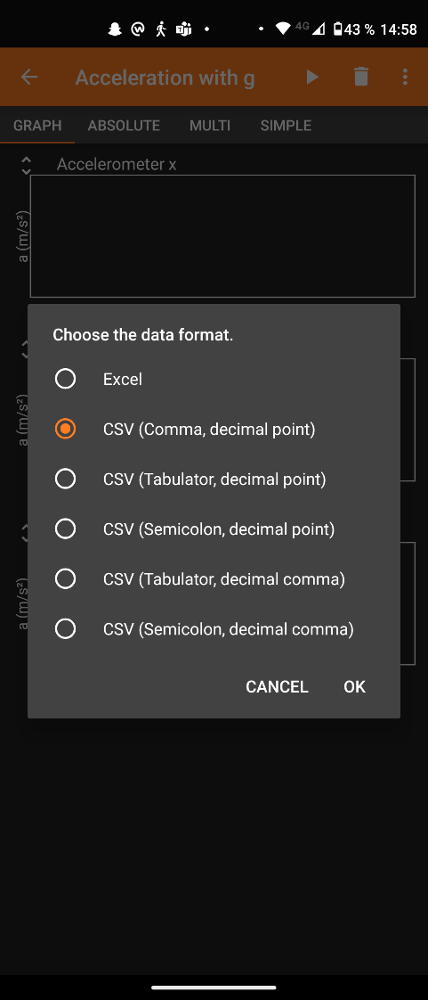 4G 43 % 14:58
Acceleration with g
GRAPH ABSOLUTE MULTI SIMPLE
Accelerometer x
a (m/s²)
Choose the data format.
Excel
CSV (Comma, decimal point)
a (m/s²)
CSV (Tabulator, decimal point)
CSV (Semicolon, decimal point)
CSV (Tabulator, decimal comma)
a (m/s²)
CSV (Semicolon, decimal comma)
CANCEL OK